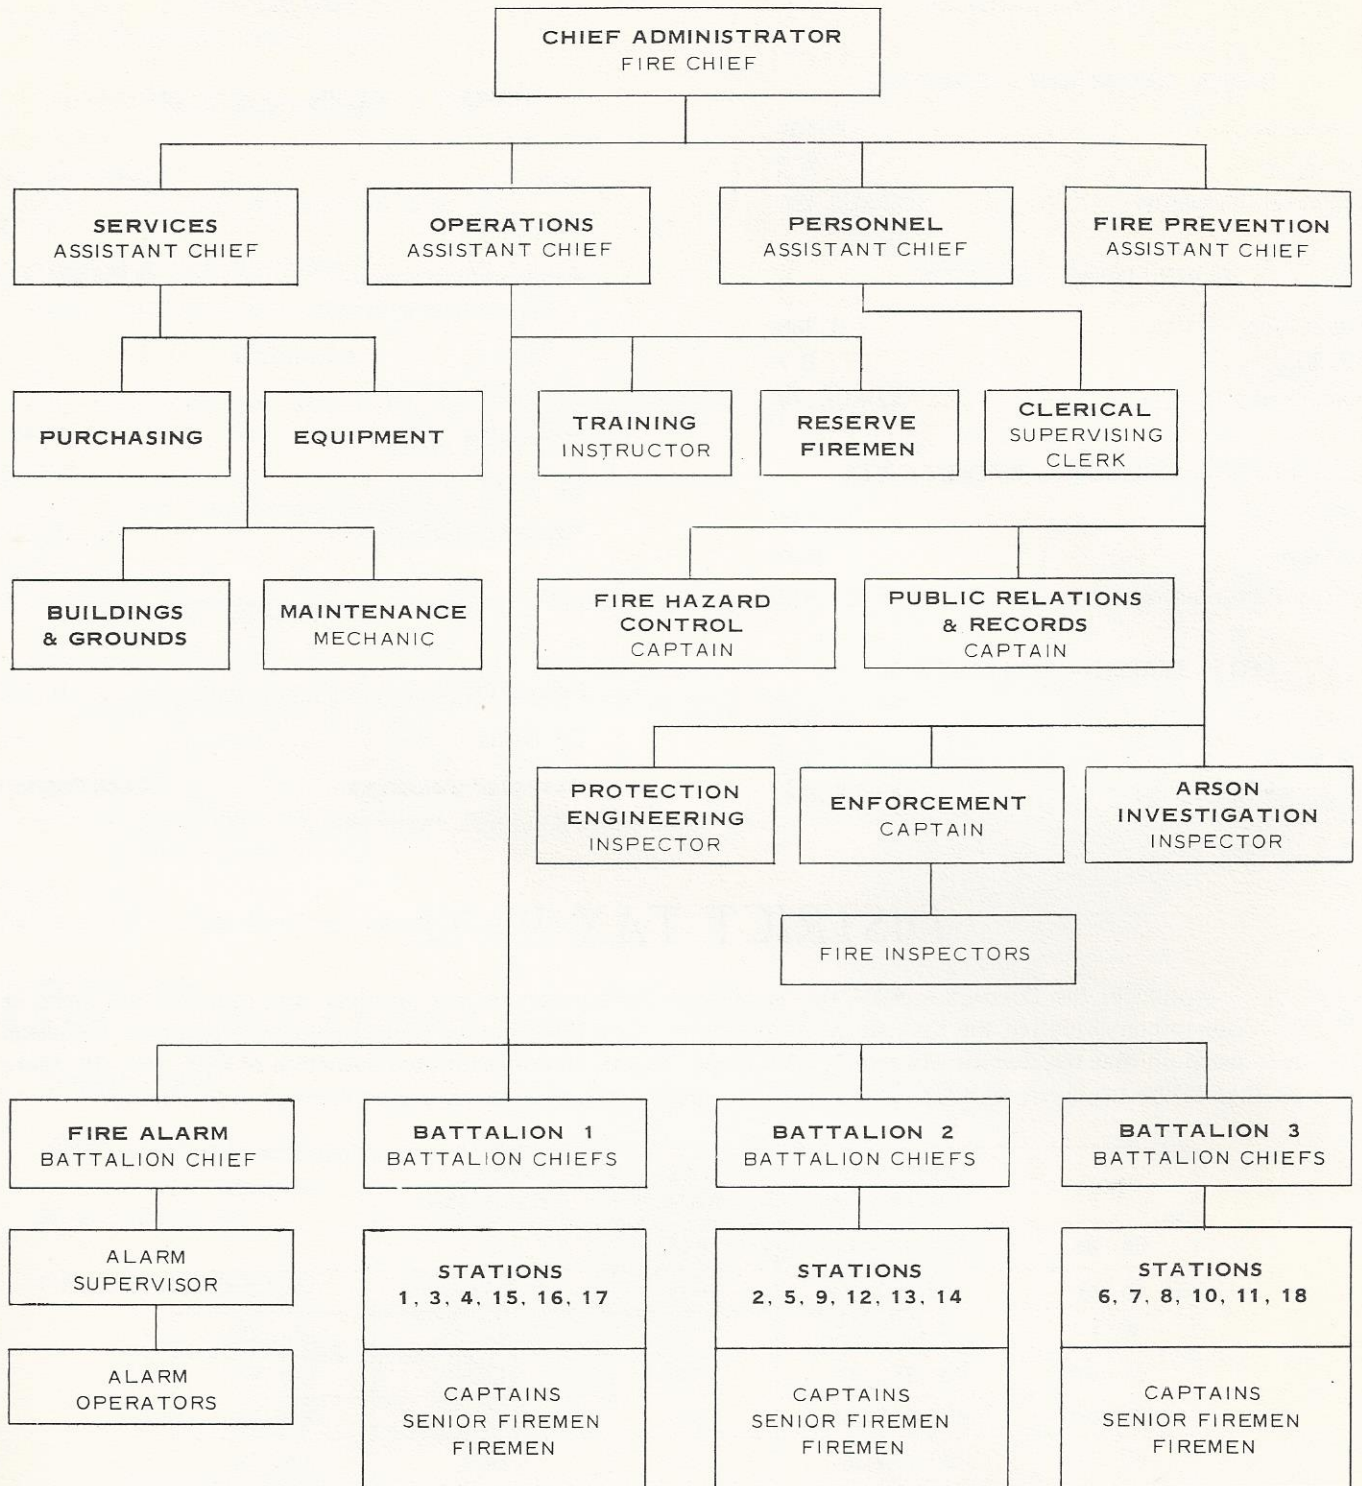 CHIEF ADMINISTRATOR
FIRE CHIEF
SERVICES
ASSISTANT CHIEF
OPERATIONS
ASSISTANT CHIEF
PERSONNEL
ASSISTANT CHIEF
FIRE PREVENTION
ASSISTANT CHIEF
PURCHASING
EQUIPMENT
TRAINING
INSTRUCTOR
RESERVE
FIREMEN
CLERICAL
SUPERVISING
CLERK
BUILDINGS
& GROUNDS
MAINTENANCE
MECHANIC
FIRE HAZARD
CONTROL
CAPTAIN
PUBLIC RELATIONS
& RECORDS
CAPTAIN
PROTECTION
ENGINEERING
INSPECTOR
ENFORCEMENT
CAPTAIN
ARSON
INVESTIGATION
INSPECTOR
FIRE INSPECTORS
FIRE ALARM
BATTALION CHIEF
BATTALION 1
BATTALION CHIEFS
BATTALION 2
BATTALION CHIEFS
BATTALION 3
BATTALION CHIEFS
ALARM
SUPERVISOR
STATIONS
1, 3, 4, 15, 16, 17
STATIONS
2, 5, 9, 12, 13, 14
STATIONS
6, 7, 8, 10, 11, 18
ALARM
OPERATORS
CAPTAINS
SENIOR FIREMEN
FIREMEN
CAPTAINS
SENIOR FIREMEN
FIREMEN
CAPTAINS
SENIOR FIREMEN
FIREMEN